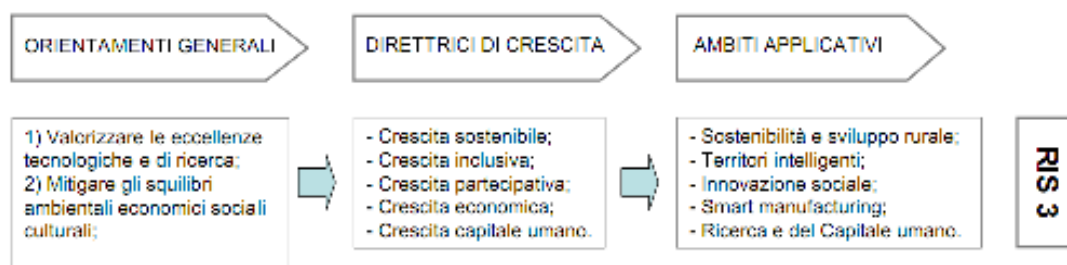 ORIENTAMENTI GENERALI
DIRETTRICI DI CRESCITA
AMBITI APPLICATIVI
1) Valorizzare le eccellenze
tecnologiche e di ricerca;
2) Mitigare gli squilibri
ambientali economici sociali
culturali;
- Crescita sostenibile;
- Crescita inclusiva;
- Crescita partecipativa;
- Crescita economica;
- Crescita capitale umano.
- Sostenibilità e sviluppo rurale;
- Territori intelligenti;
- Innovazione sociale;
- Smart manufacturing;
- Ricerca e del Capitale umano.
RIS 3